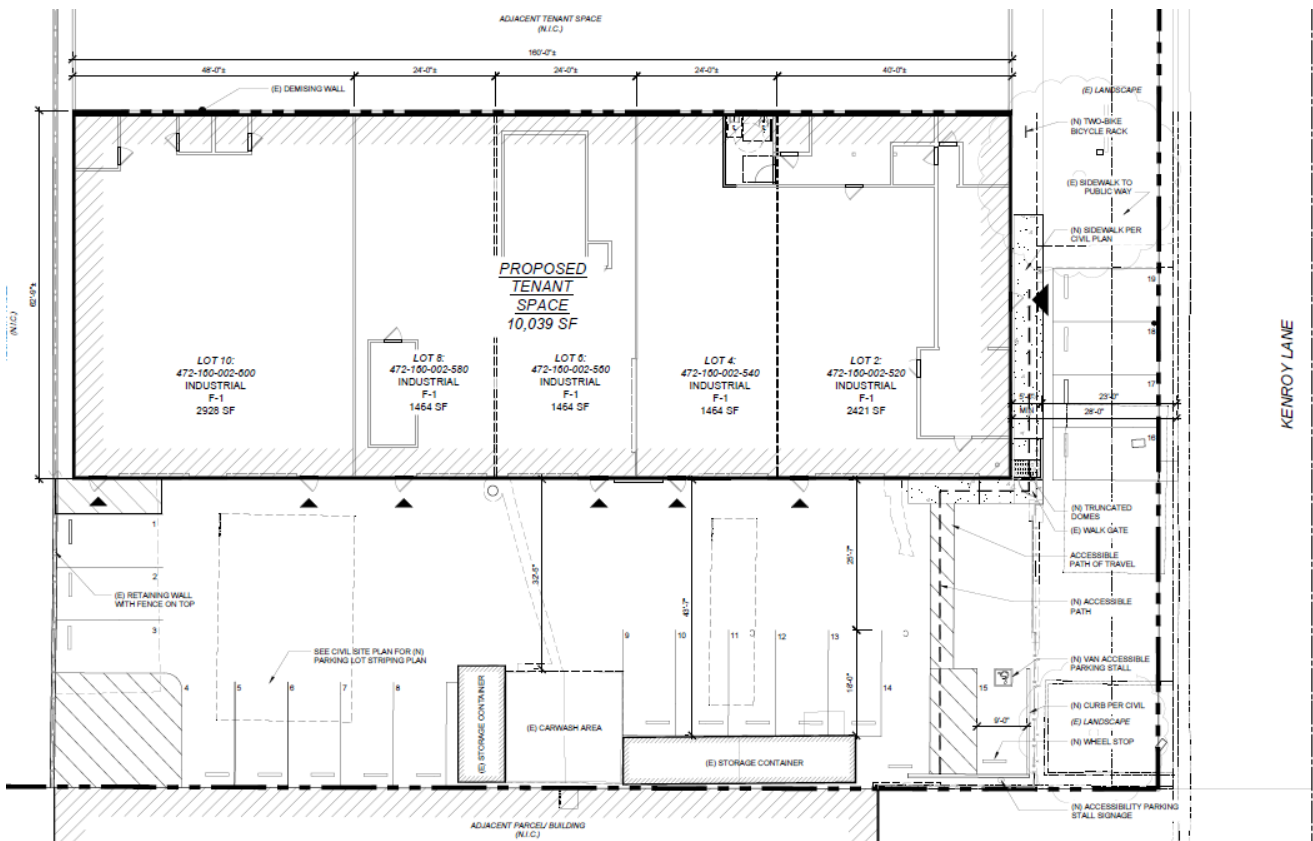 ADJACENT TENANT SPACE
(N.I.C.)
160'-0"±
48'-0"±
24'-0"±
24'-0"±
24'-0"±
40'-0"±
(E) DEMISING WALL
(E) LANDSCAPE
(N) TWO-BIKE
BICYCLE RACK
(E) SIDEWALK TO
PUBLIC WAY
(N) SIDEWALK PER
CIVIL PLAN
62'-9"±
(N.I.C.)
PROPOSED
TENANT
SPACE
10,039 SF
LOT 10:
472-160-002-600
INDUSTRIAL
F-1
2928 SF
LOT 8:
472-160-002-580
INDUSTRIAL
F-1
1464 SF
LOT 6:
472-160-002-560
INDUSTRIAL
F-1
1464 SF
LOT 4:
472-160-002-540
INDUSTRIAL
F-1
1464 SF
LOT 2:
472-160-002-520
INDUSTRIAL
F-1
2421 SF
19
18
17
16
MIN
23'-0"
28'-0"
KENROY LANE
(N) TRUNCATED
DOMES
(E) WALK GATE
ACCESSIBLE
PATH OF TRAVEL
(N) ACCESSIBLE
PATH
(N) VAN ACCESSIBLE
PARKING STALL
(N) CURB PER CIVIL
(E) LANDSCAPE
(N) WHEEL STOP
(N) ACCESSIBILITY PARKING
STALL SIGNAGE
1
2
3
(E) RETAINING WALL
WITH FENCE ON TOP
SEE CIVIL SITE PLAN FOR (N)
PARKING LOT STRIPING PLAN
32'-5"
43'-7"
25'-7"
18'-0"
4
5
6
7
8
9
10
11
12
13
14
15
9'-0"
(E) STORAGE CONTAINER
(E) CARWASH AREA
(E) STORAGE CONTAINER
ADJACENT PARCEL/ BUILDING
(N.I.C.)